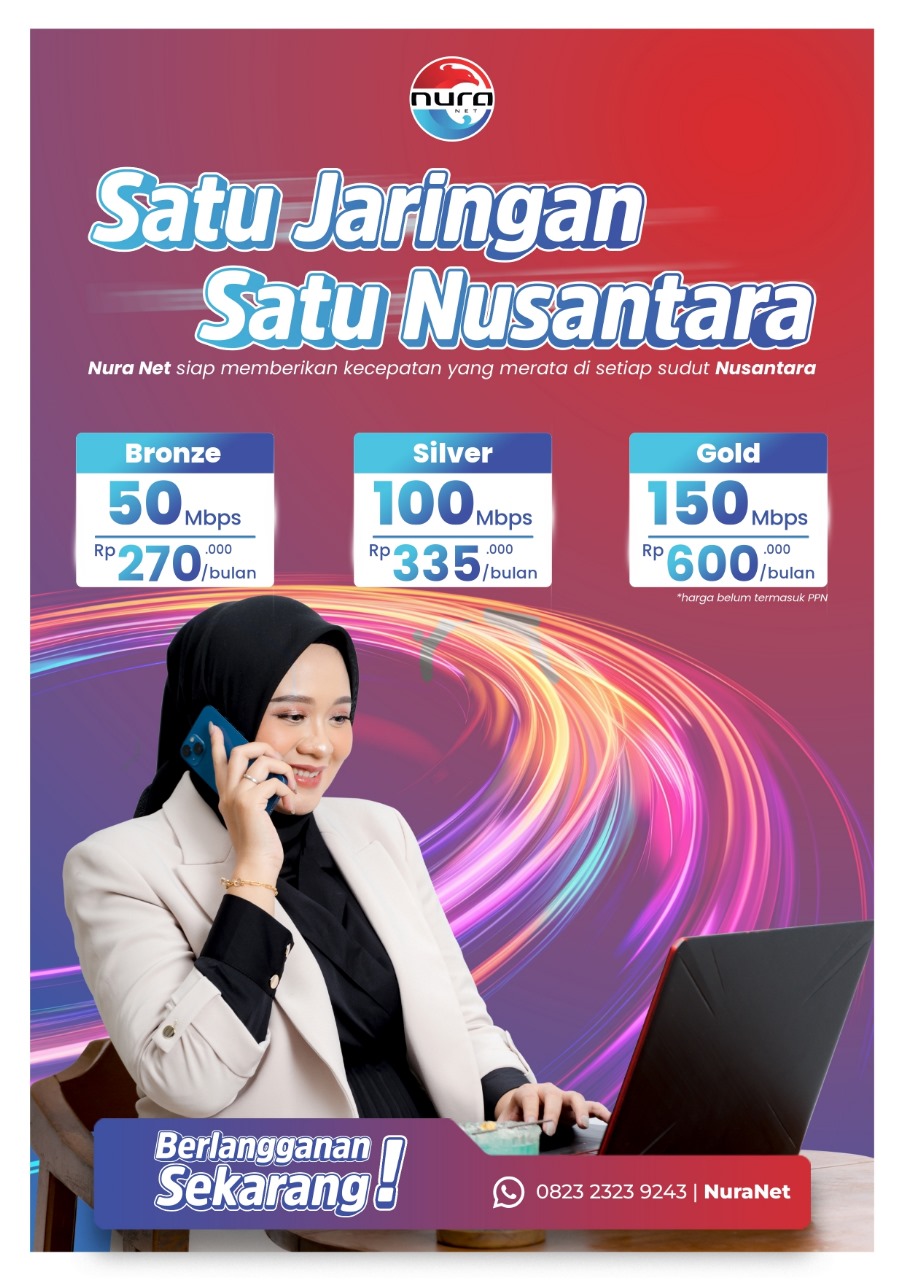 nura
NET
Satu Jaringan
Satu Nusantara
Nura Net siap memberikan kecepatan yang merata di setiap sudut Nusantara
Bronze
50 Mbps
Rp 270.000/bulan
Silver
100 Mbps
Rp 335.000/bulan
Gold
150 Mbps
Rp 600.000/bulan
*harga belum termasuk PPN
Berlangganan
Sekarang!
0823 2323 9243 | NuraNet